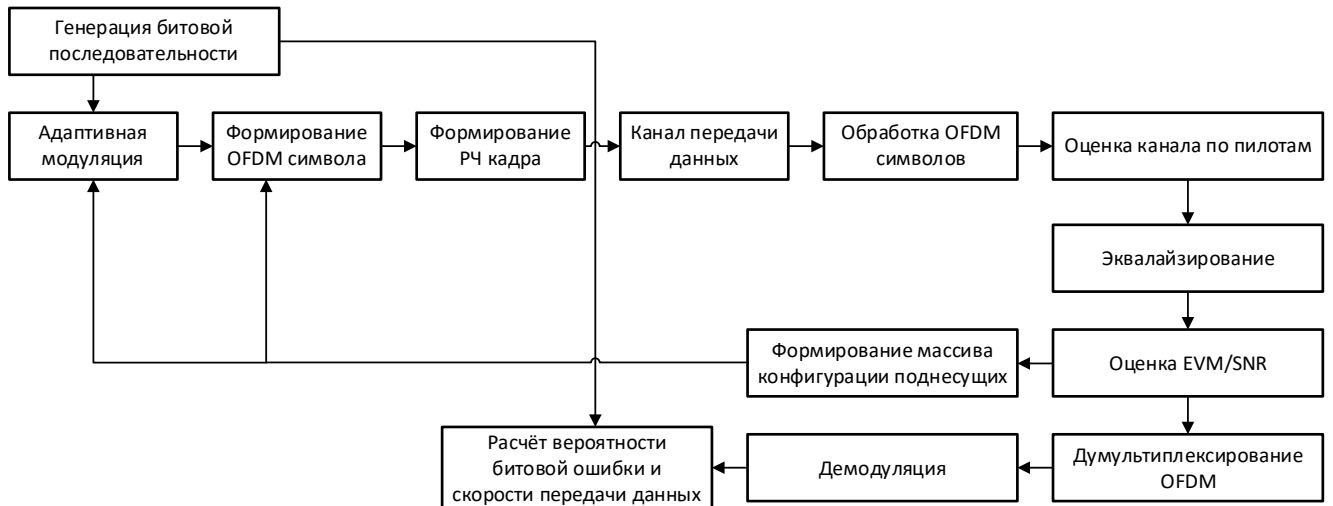 Генерация битовой
последовательности
Адаптивная
модуляция
Формирование
OFDM символа
Формирование
РЧ кадра
Канал передачи
данных
Обработка OFDM
символов
Оценка канала по пилотам
Эквалайзирование
Формирование массива
конфигурации поднесущих
Оценка EVM/SNR
Расчёт вероятности
битовой ошибки и
скорости передачи данных
Демодуляция
Думультиплексирование
OFDM